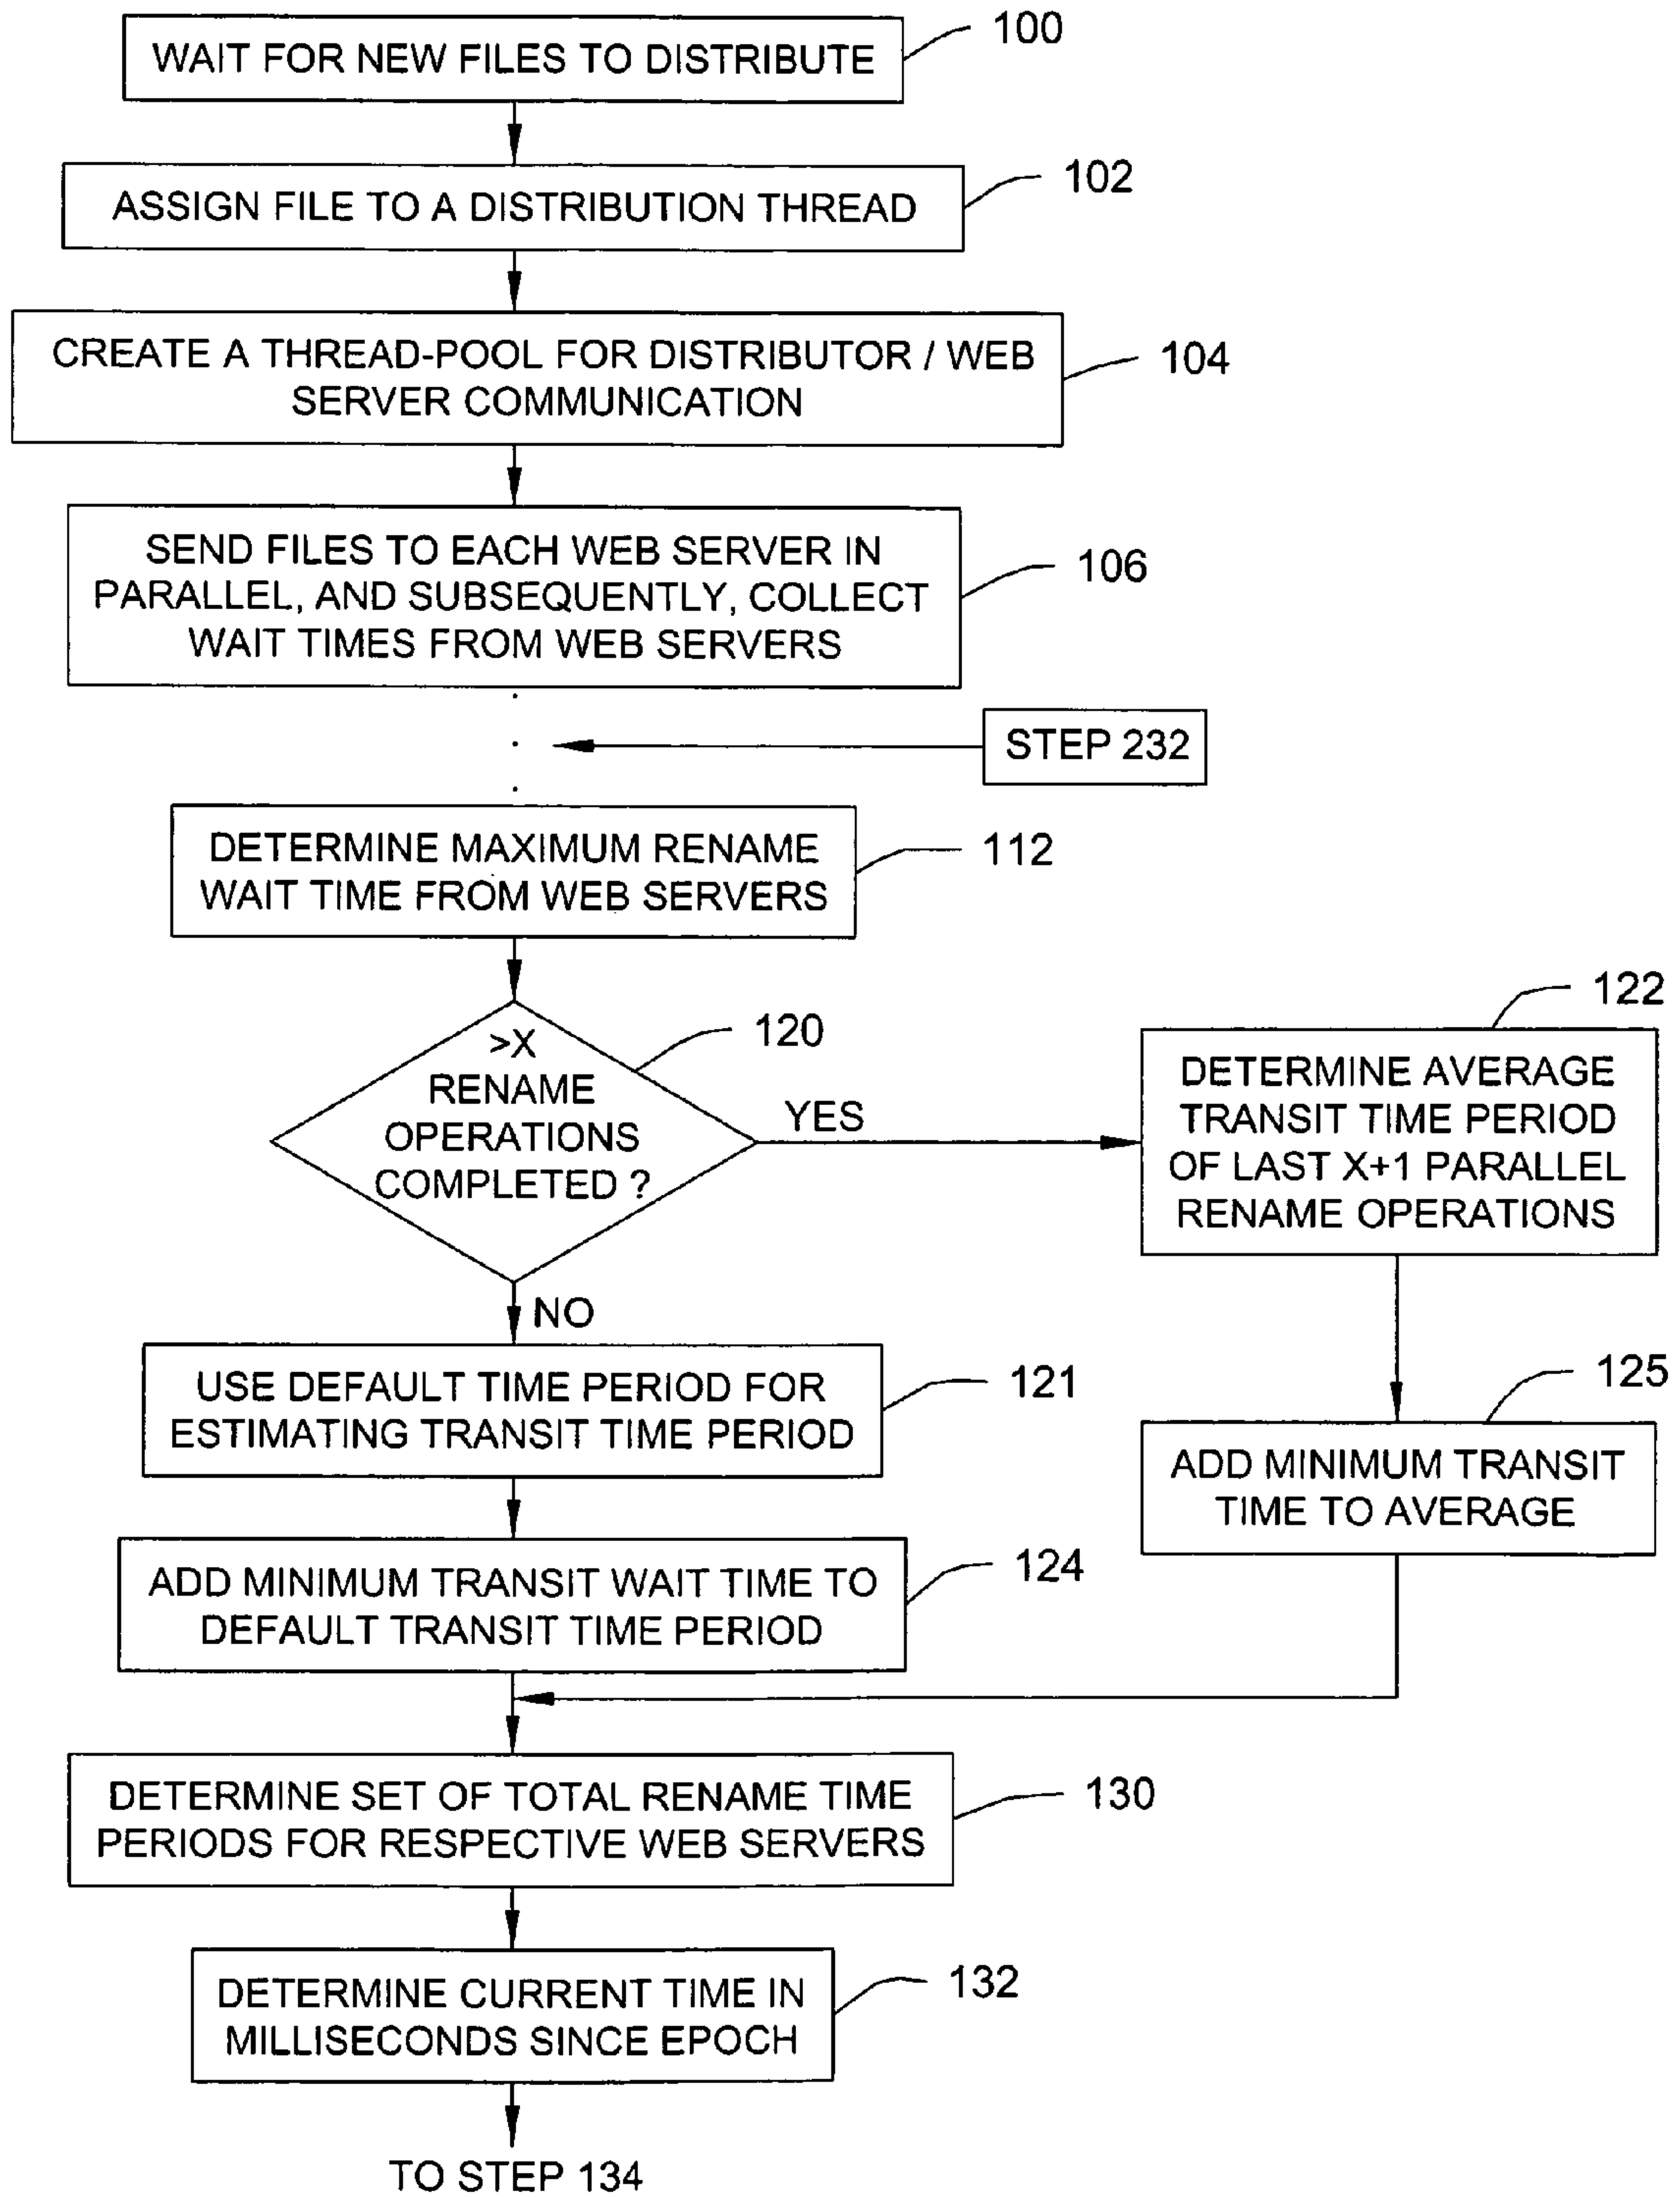 WAIT FOR NEW FILES TO DISTRIBUTE
100
ASSIGN FILE TO A DISTRIBUTION THREAD
102
CREATE A THREAD-POOL FOR DISTRIBUTOR / WEB
SERVER COMMUNICATION
104
SEND FILES TO EACH WEB SERVER IN
PARALLEL, AND SUBSEQUENTLY, COLLECT
WAIT TIMES FROM WEB SERVERS
106
STEP 232
DETERMINE MAXIMUM RENAME
WAIT TIME FROM WEB SERVERS
112
>X
RENAME
OPERATIONS
COMPLETED ?
120
YES
122
DETERMINE AVERAGE
TRANSIT TIME PERIOD
OF LAST X+1 PARALLEL
RENAME OPERATIONS
NO
USE DEFAULT TIME PERIOD FOR
ESTIMATING TRANSIT TIME PERIOD
121
125
ADD MINIMUM TRANSIT
TIME TO AVERAGE
ADD MINIMUM TRANSIT WAIT TIME TO
DEFAULT TRANSIT TIME PERIOD
124
DETERMINE SET OF TOTAL RENAME TIME
PERIODS FOR RESPECTIVE WEB SERVERS
130
DETERMINE CURRENT TIME IN
MILLISECONDS SINCE EPOCH
132
TO STEP 134